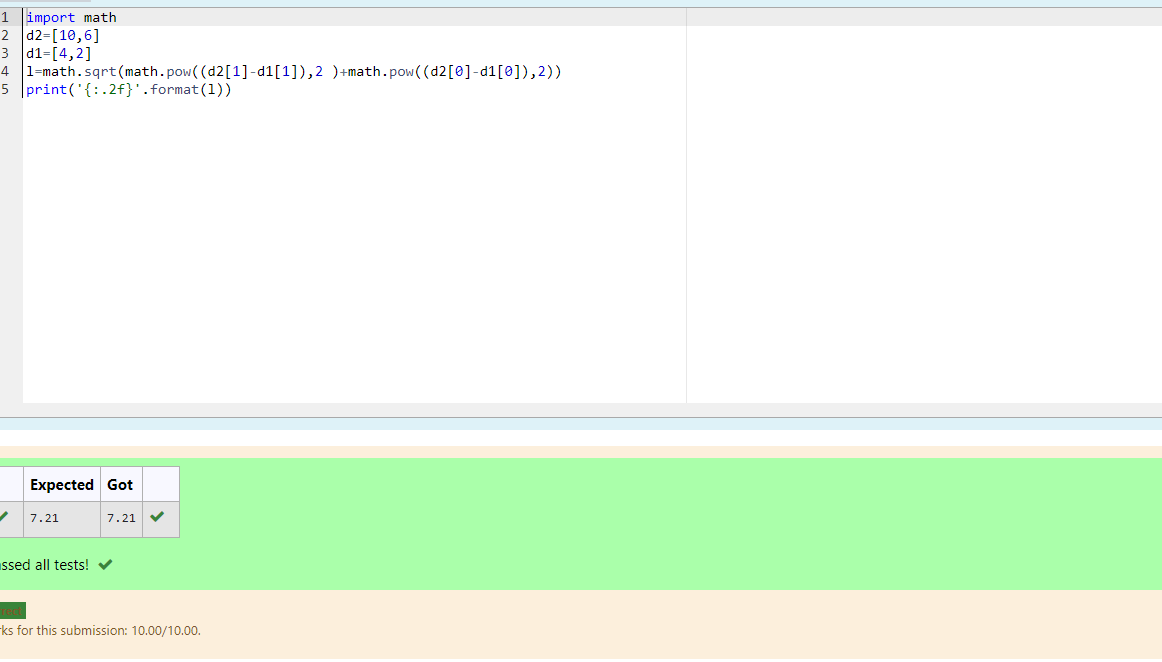 1 import math
2 d2=[10,6]
3 d1=[4,2]
4 l=math.sqrt(math.pow((d2[1]-d1[1]),2 )+math.pow((d2[0]-d1[0]),2))
5 print('{:.2f}'.format(l))
Expected Got
✔ 7.21 7.21 ✔
ssed all tests! ✔
rks for this submission: 10.00/10.00.